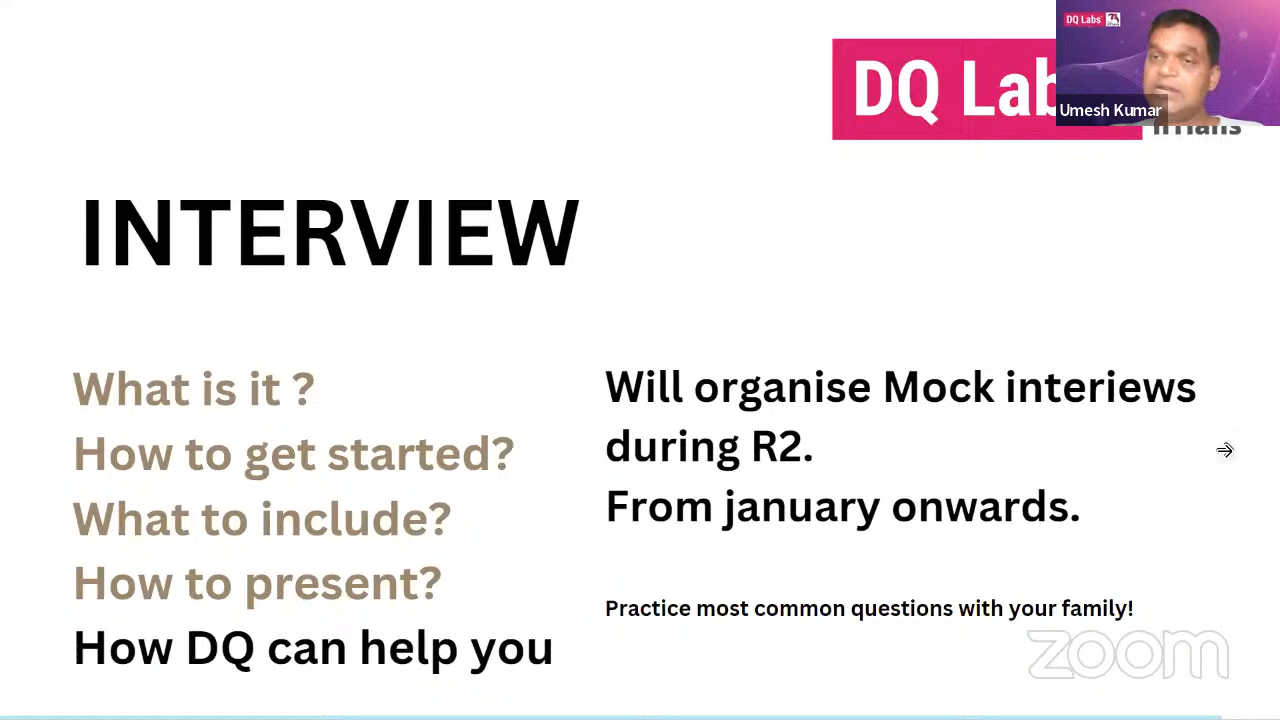 DQ Labs
DQ Lab
Umesh Kumar
INTERVIEW
What is it ?
How to get started?
What to include?
How to present?
How DQ can help you
Will organise Mock interiews
during R2.
From january onwards.
Practice most common questions with your family!
zoom